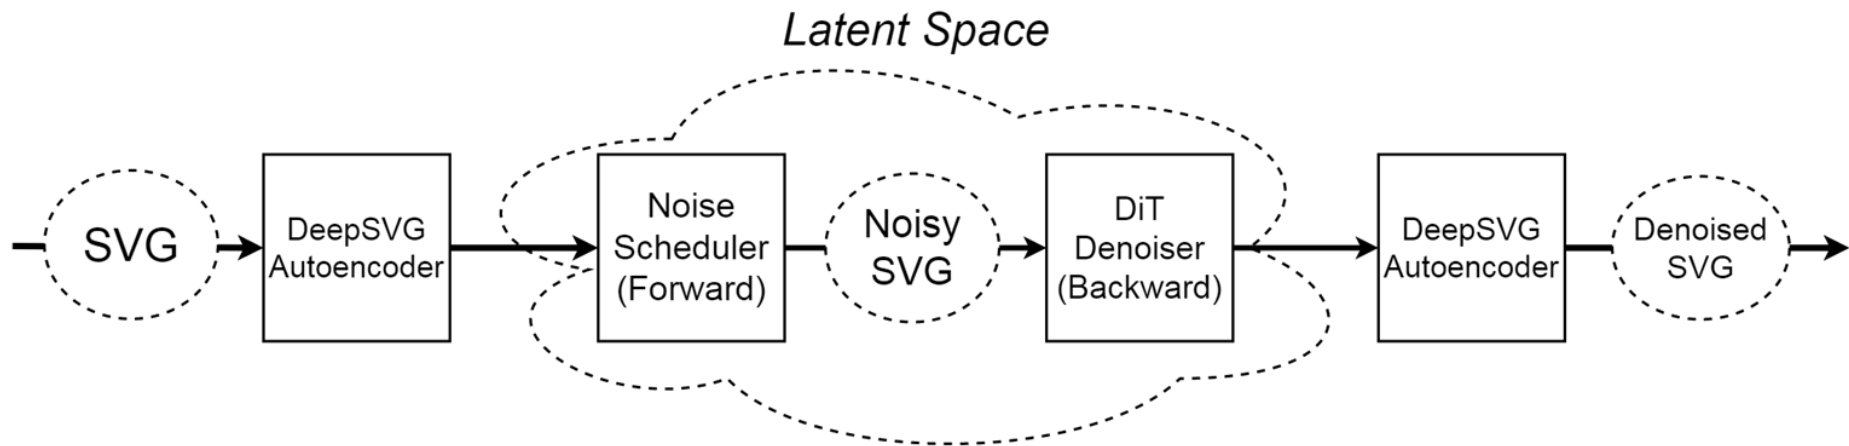 Latent Space
SVG
DeepSVG
Autoencoder
Noise
Scheduler
(Forward)
Noisy
SVG
DiT
Denoiser
(Backward)
DeepSVG
Autoencoder
Denoised
SVG